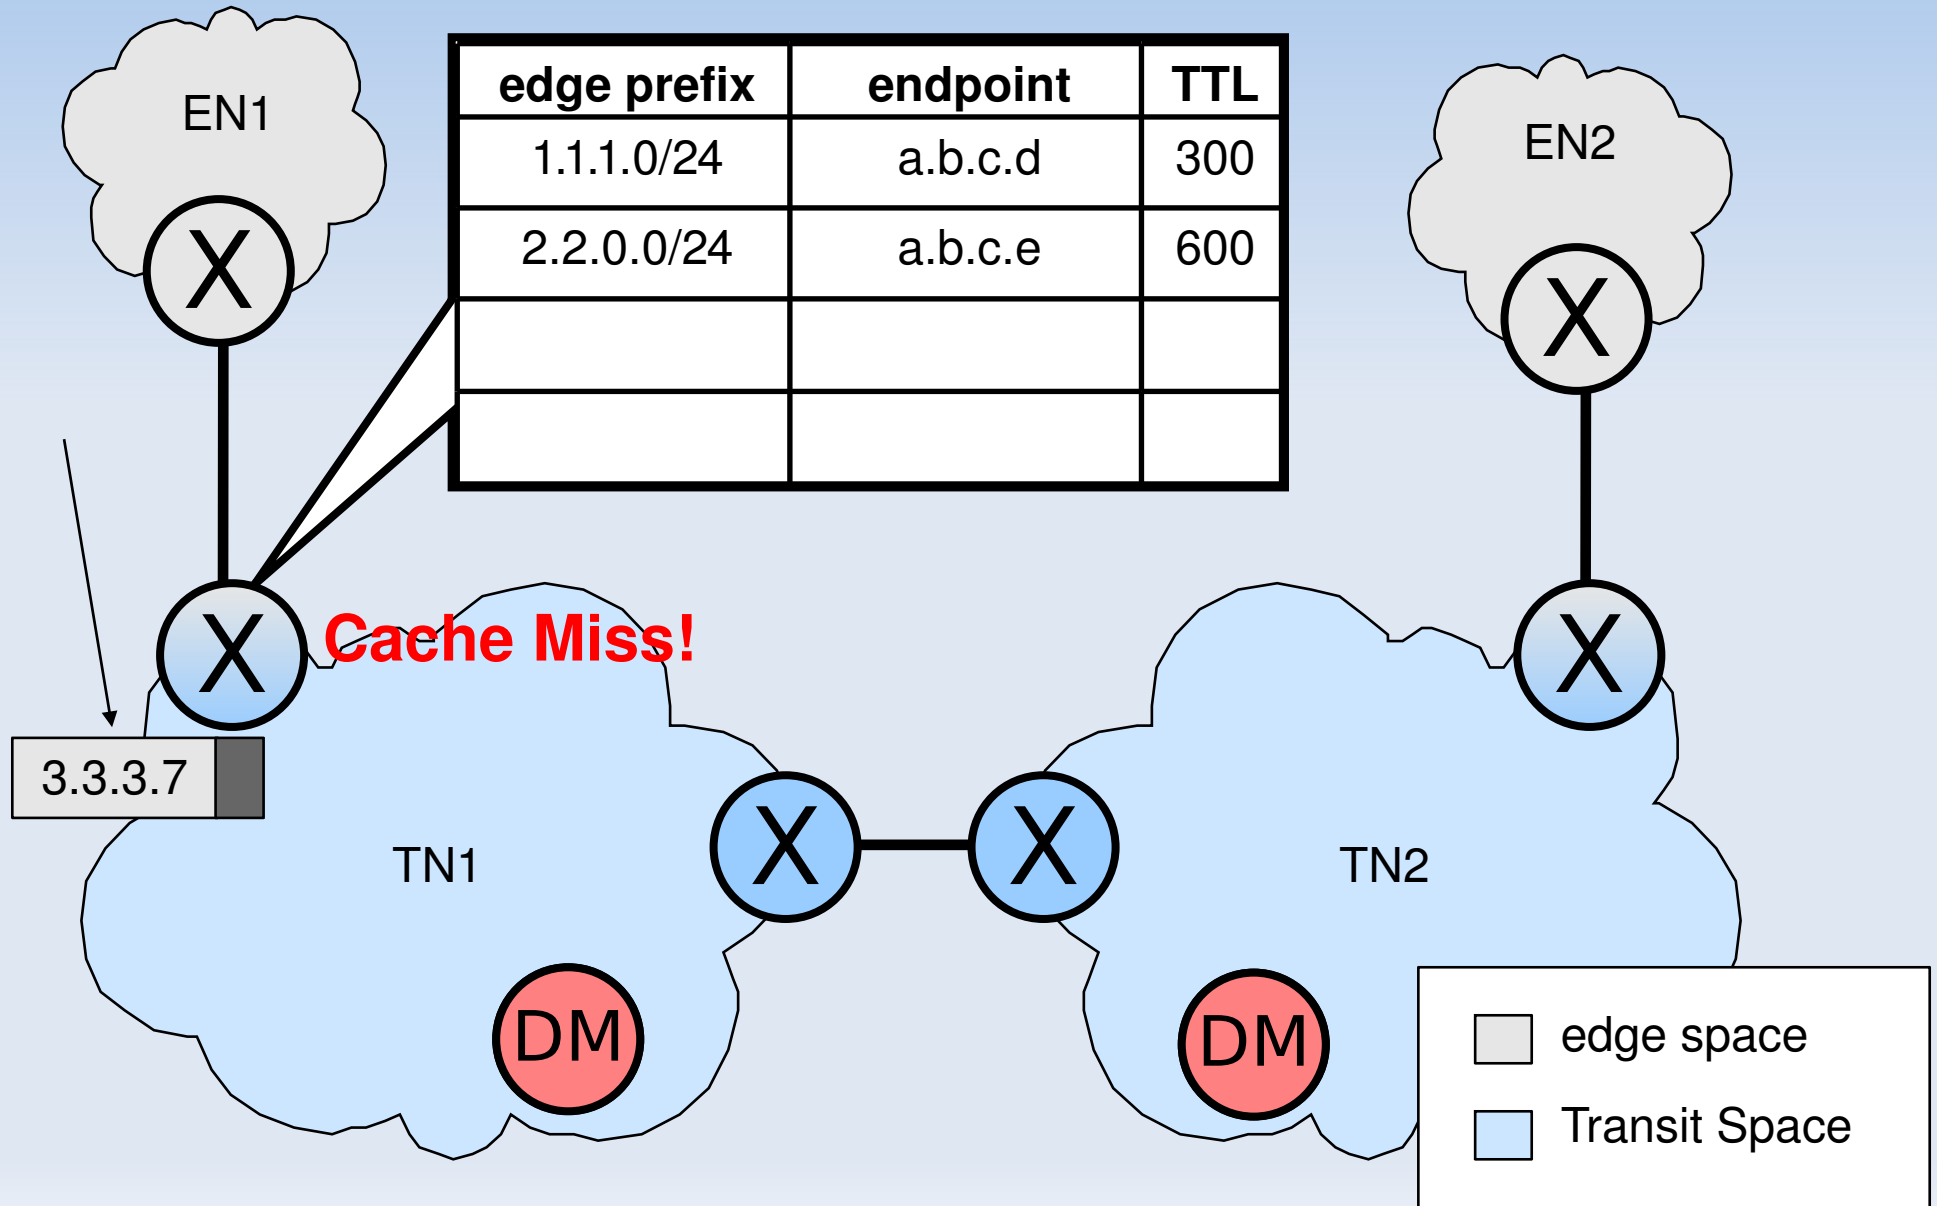 EN1
edge prefix endpoint TTL
1.1.1.0/24 a.b.c.d 300
2.2.0.0/24 a.b.c.e 600
EN2
X
X
X
Cache Miss!
X
3.3.3.7
TN1
X
X
TN2
DM
DM
edge space
Transit Space